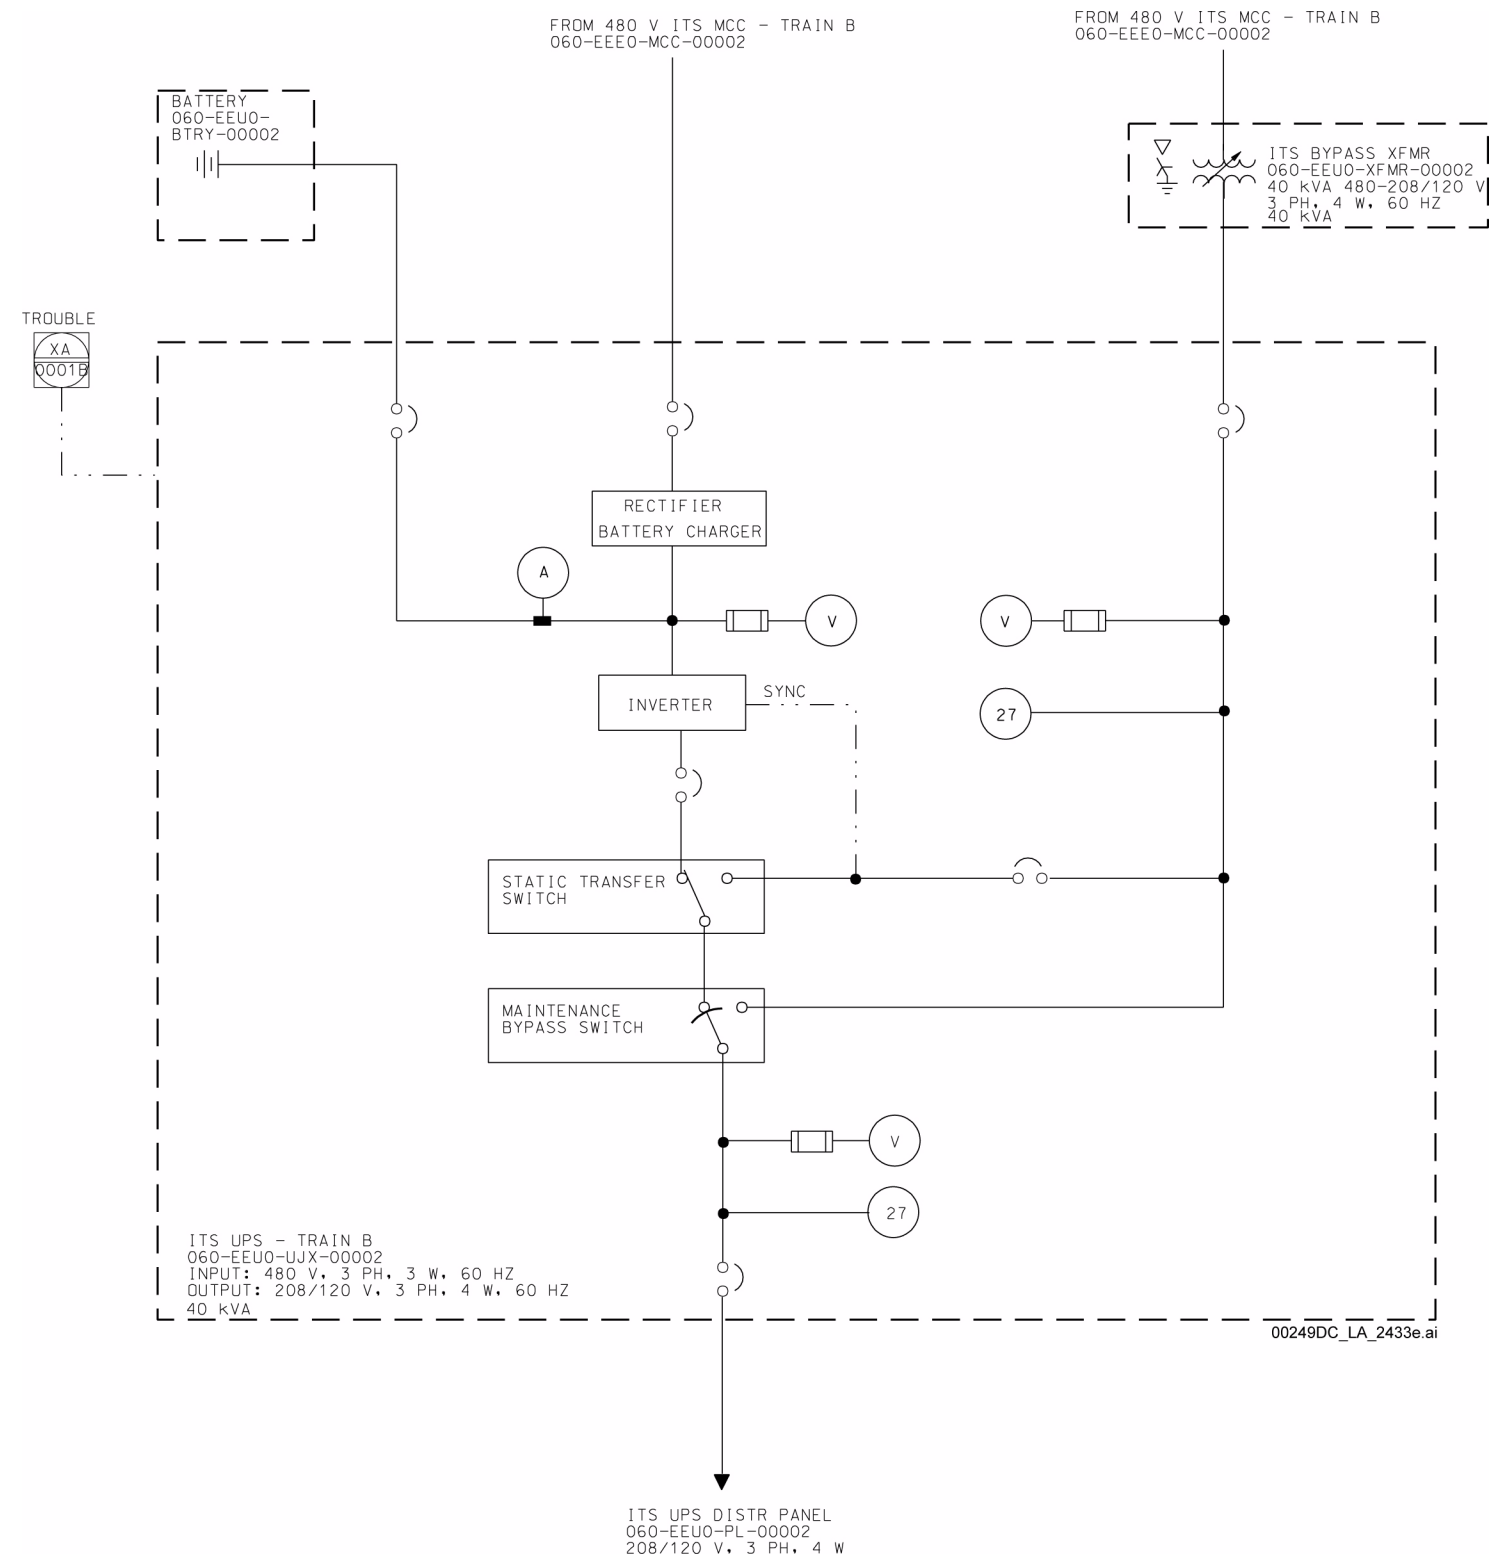 FROM 480 V ITS MCC - TRAIN B
060-EEE0-MCC-00002
FROM 480 V ITS MCC - TRAIN B
060-EEE0-MCC-00002
BATTERY
060-EEU0-
BTRY-00002
ITS BYPASS XFMR
060-EEU0-XFMR-00002
40 kVA 480-208/120 V
3 PH, 4 W, 60 HZ
40 kVA
TROUBLE
XA
0001B
RECTIFIER
BATTERY CHARGER
A
V
V
INVERTER
SYNC
27
STATIC TRANSFER
SWITCH
MAINTENANCE
BYPASS SWITCH
V
27
ITS UPS - TRAIN B
060-EEU0-UJX-00002
INPUT: 480 V, 3 PH, 3 W, 60 HZ
OUTPUT: 208/120 V, 3 PH, 4 W, 60 HZ
40 kVA
00249DC_LA_2433e.ai
ITS UPS DISTR PANEL
060-EEU0-PL-00002
208/120 V, 3 PH, 4 W